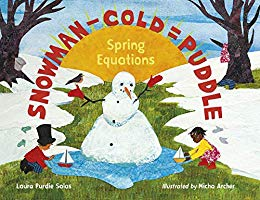 SNOWMAN − COLD = PUDDLE
Spring
Equations
Laura Purdie Salas
Illustrated by Micha Archer